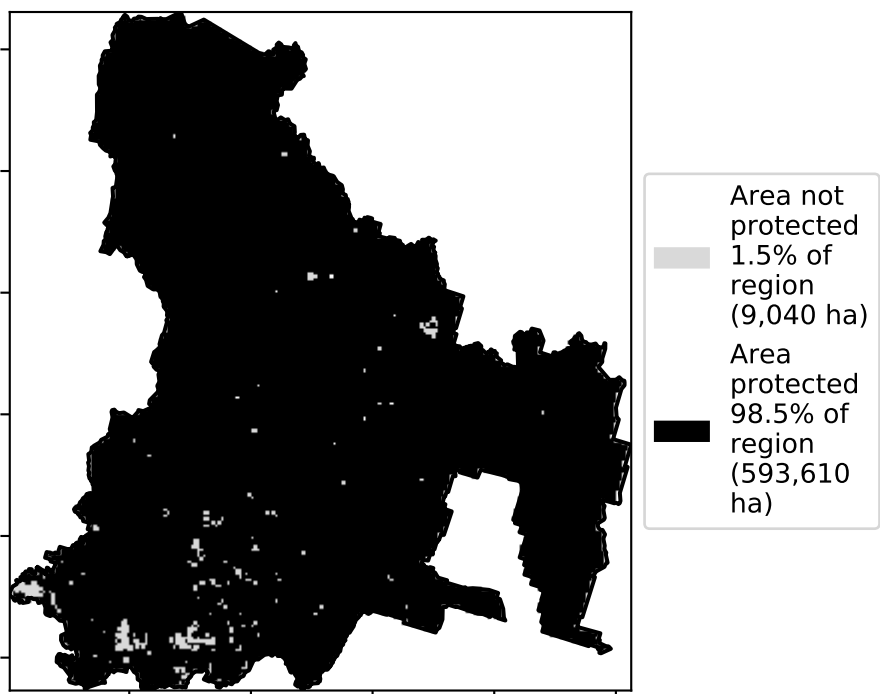 Area not
protected
1.5% of
region
(9,040 ha)
Area
protected
98.5% of
region
(593,610
ha)